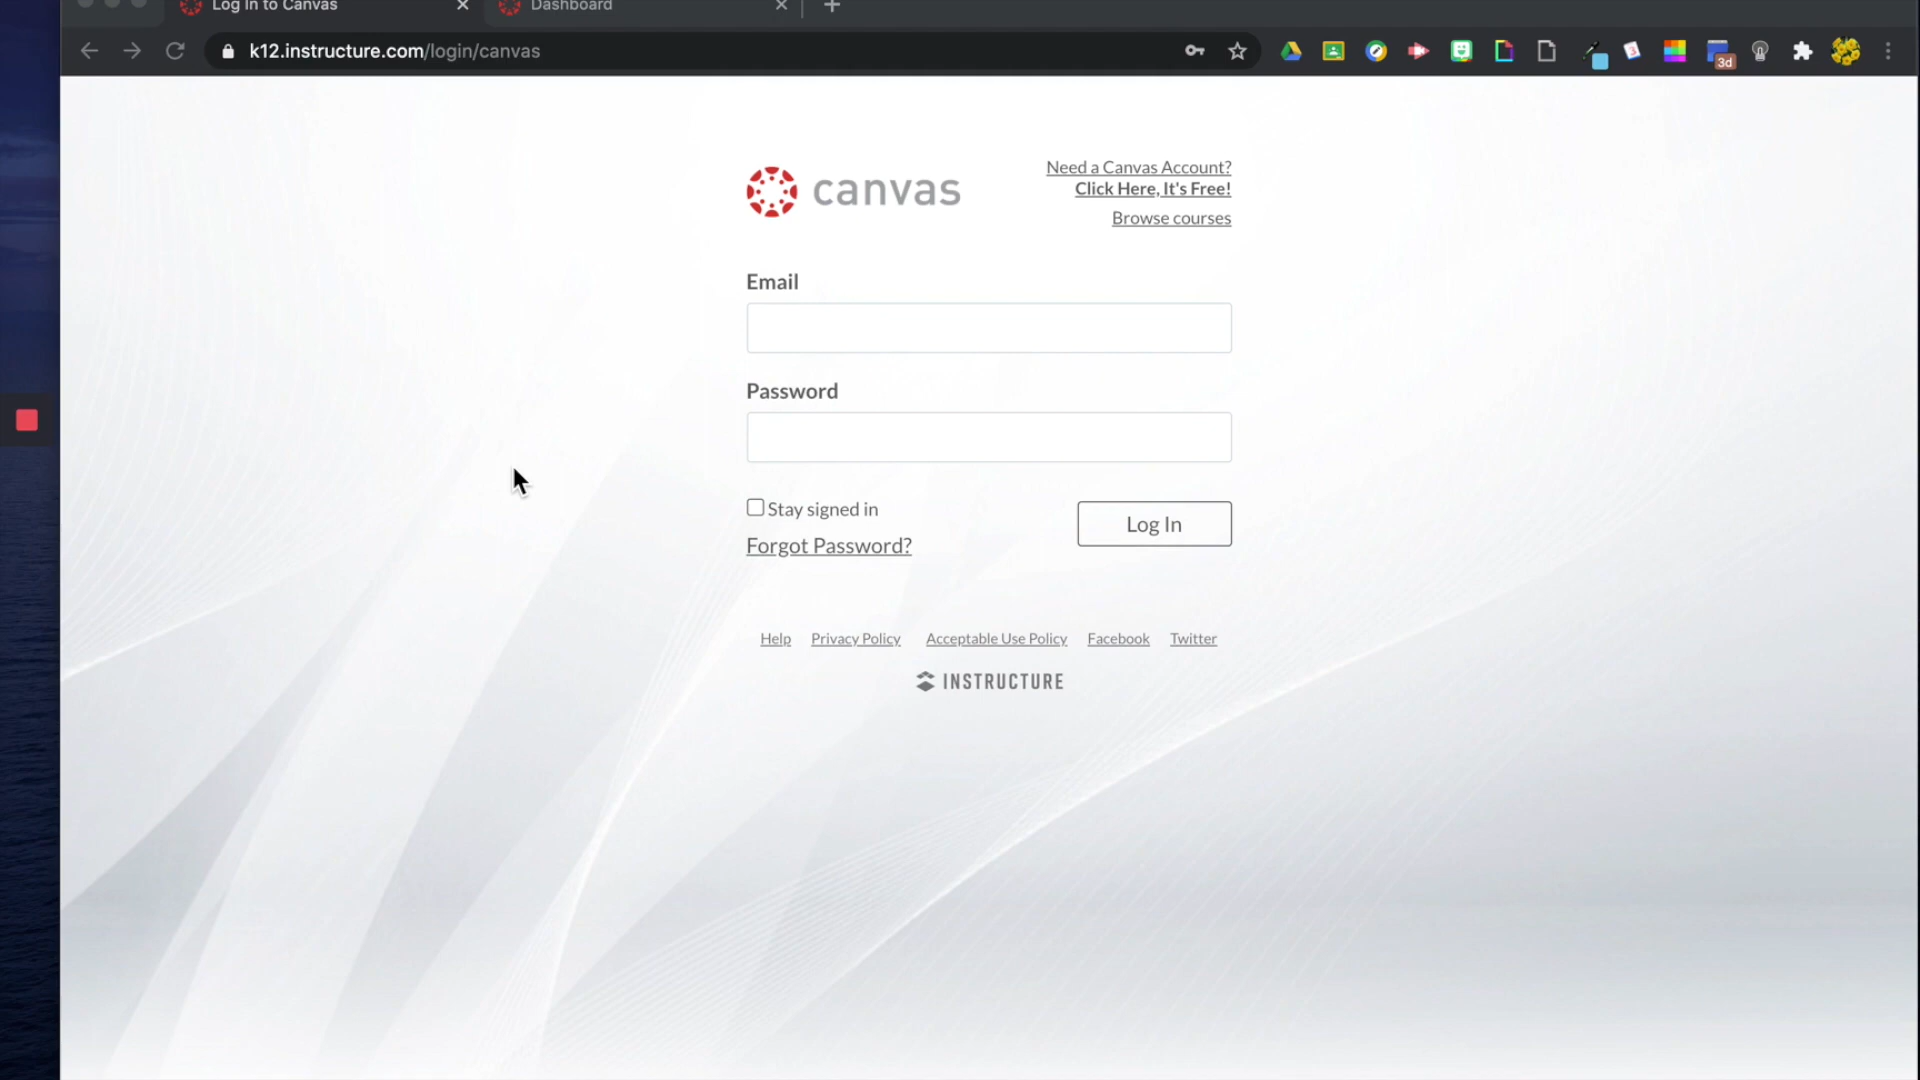 Log In to Canvas
Dashboard
k12.instructure.com/login/canvas
3d
canvas
Need a Canvas Account?
Click Here, It's Free!
Browse courses
Email
Password
Stay signed in
Log In
Forgot Password?
Help Privacy Policy Acceptable Use Policy Facebook Twitter
INSTRUCTURE